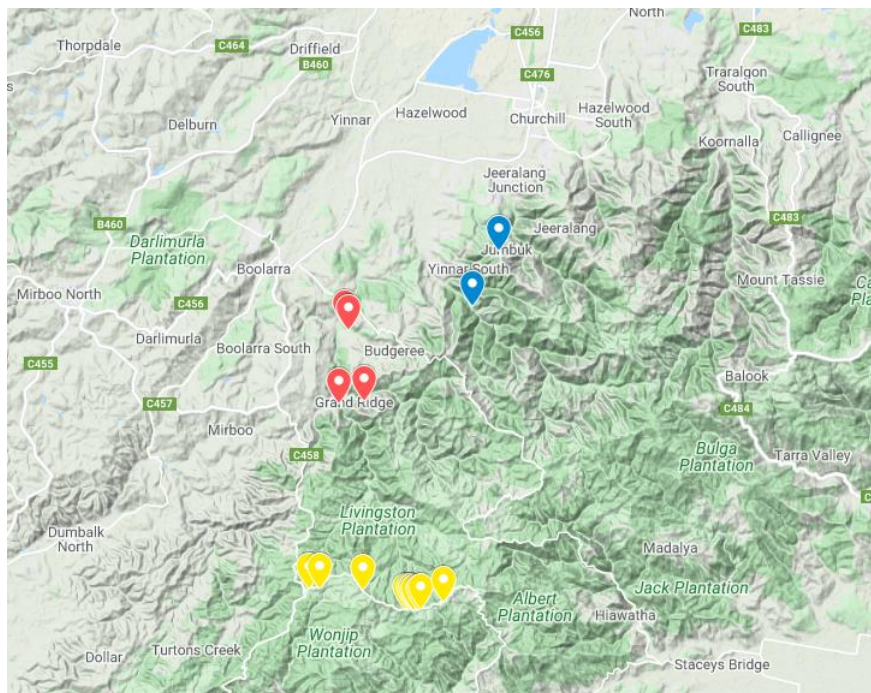 North
C456
C483
Thorpdale
C464
Driffield
B460
C476
Traralgon
South
Yinnar
Hazelwood
Churchill
Hazelwood
South
Delburn
Koornalla
Callignee
Jeeralang
Junction
B460
Jeeralang
C483
Darlimurla
Plantation
Jumbuk
Boolarra
Yinnar South
Mount Tassie
Mirboo North
C456
Darlimurla
Boolarra South
Budgeree
C455
Balook
Grand Ridge
C457
C484
Mirboo
Bulga
Plantation
Tarra Valley
C458
Livingston
Plantation
Dumbalk
North
Madalya
Jack Plantation
Albert
Plantation
Hiawatha
Wonjip
Plantation
Turtons Creek
Dollar
Staceys Bridge